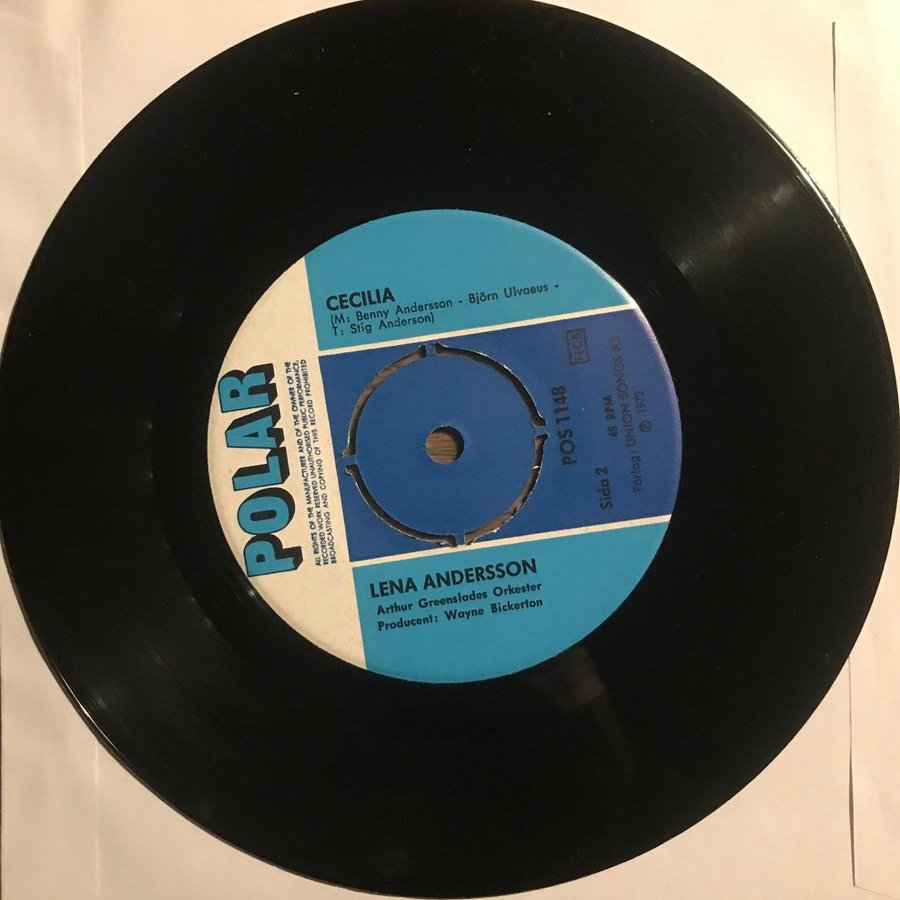 POLAR
ALL RIGHTS OF THE MANUFACTURER AND OF THE OWNER OF THE
RECORDED WORK RESERVED UNAUTHORISED PUBLIC PERFORMANCE,
BROADCASTING AND COPYING OF THIS RECORD PROHIBITED
CECILIA
(M: Benny Andersson - Björn Ulvaeus -
T: Stig Anderson)
NCB
POS 1148
Sida 2
45 RPM
Förlag: UNION SONGS AB
Ⓟ 1972
LENA ANDERSSON
Arthur Greenslades Orkester
Producent: Wayne Bickerton